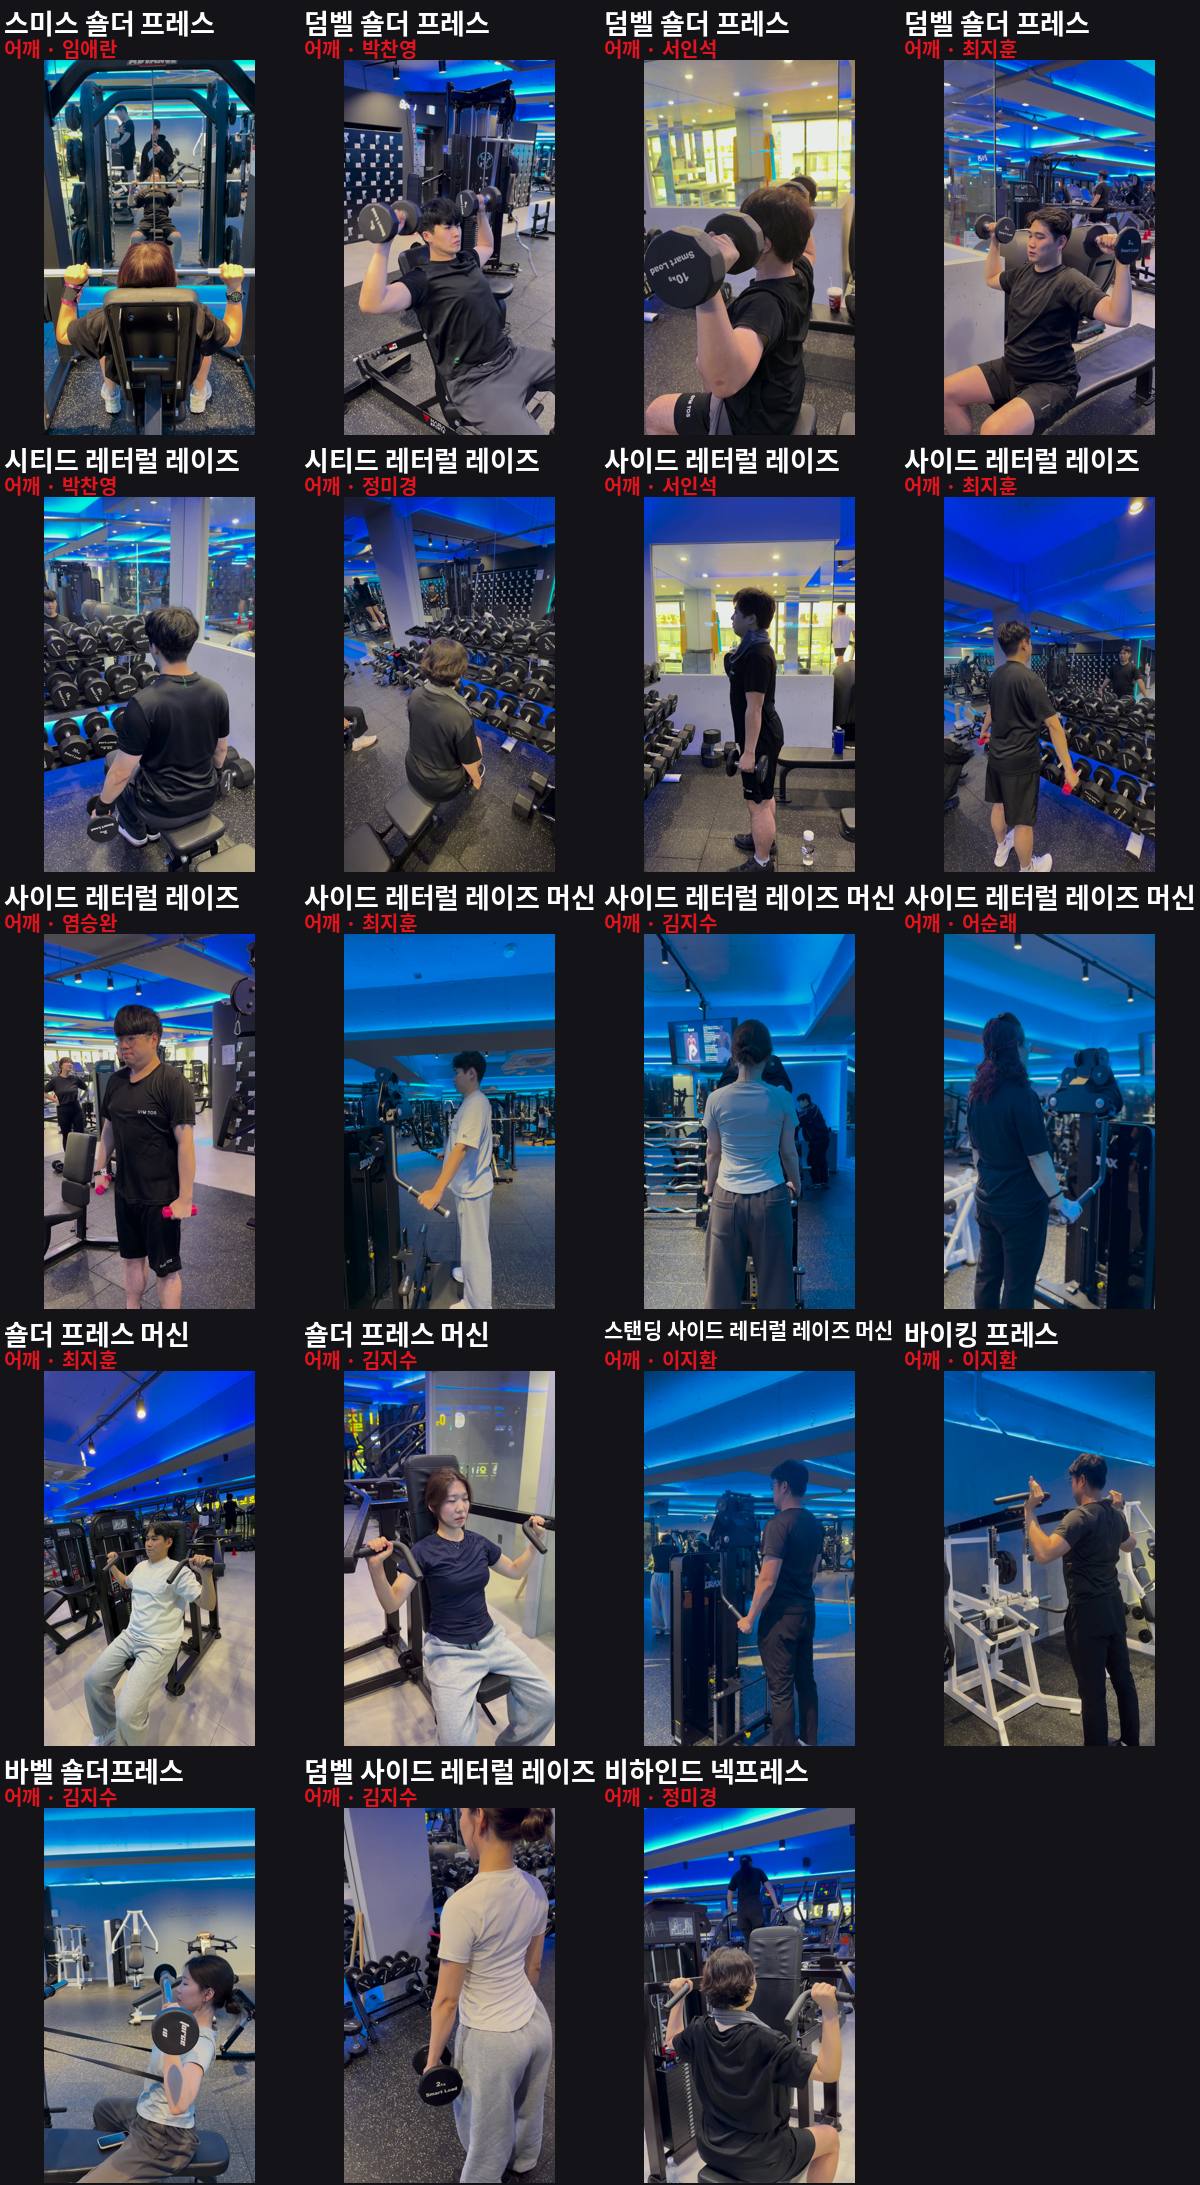 스미스 숄더 프레스
어깨 · 임애란
덤벨 숄더 프레스
어깨 · 박찬영
덤벨 숄더 프레스
어깨 · 서인석
덤벨 숄더 프레스
어깨 · 최지훈
10kg
Smart Load
시티드 레터럴 레이즈
어깨 · 박찬영
시티드 레터럴 레이즈
어깨 · 정미경
사이드 레터럴 레이즈
어깨 · 서인석
사이드 레터럴 레이즈
어깨 · 최지훈
사이드 레터럴 레이즈
어깨 · 염승완
사이드 레터럴 레이즈 머신
어깨 · 최지훈
사이드 레터럴 레이즈 머신
어깨 · 김지수
사이드 레터럴 레이즈 머신
어깨 · 어순래
GYM TOS
숄더 프레스 머신
어깨 · 최지훈
숄더 프레스 머신
어깨 · 김지수
스탠딩 사이드 레터럴 레이즈 머신
어깨 · 이지환
바이킹 프레스
어깨 · 이지환
바벨 숄더프레스
어깨 · 김지수
덤벨 사이드 레터럴 레이즈
어깨 · 김지수
비하인드 넥프레스
어깨 · 정미경
2kg
Smart Load